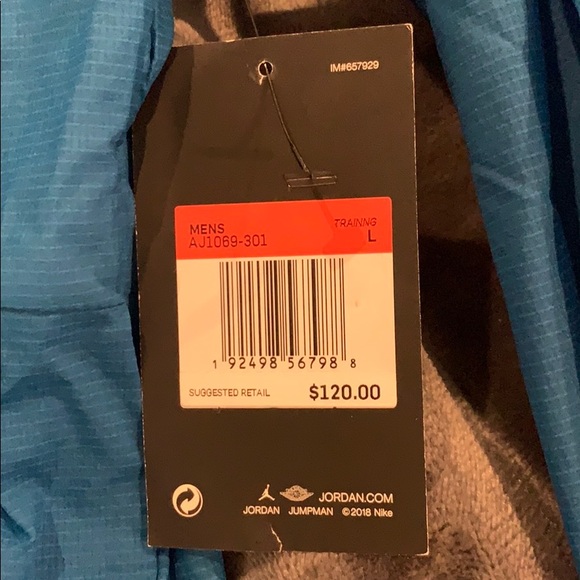 IM#657929
MENS TRAINNG
AJ1069-301 L
1 92498 56798 8
SUGGESTED RETAIL $120.00
JORDAN.COM
JORDAN JUMPMAN ©2018 Nike